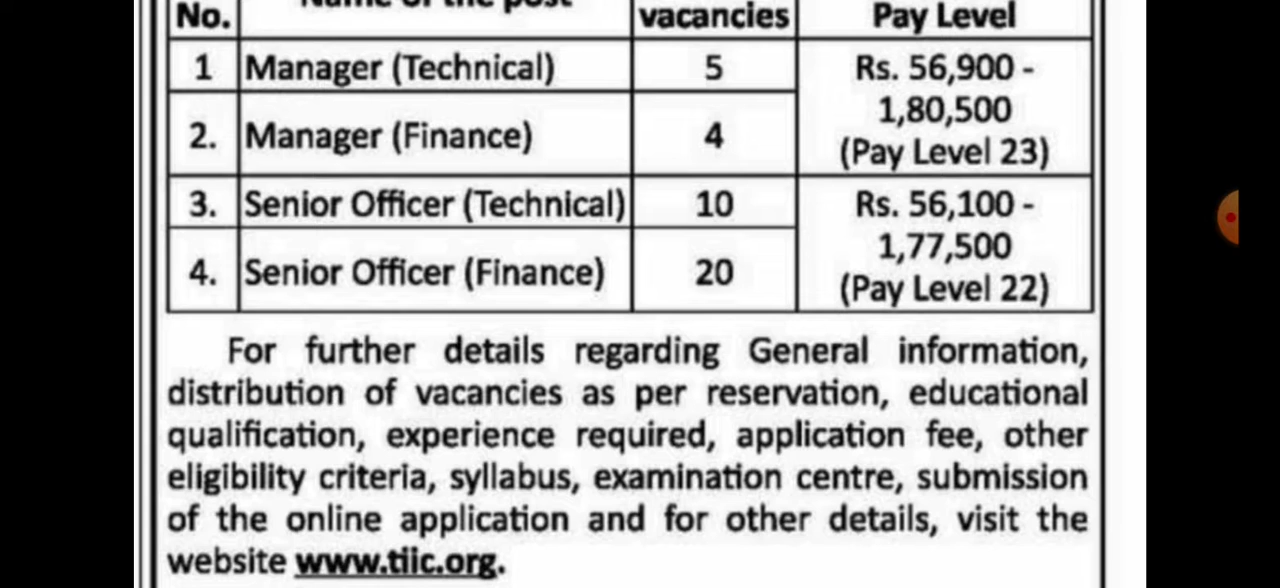 No.
Name of the post
vacancies
Pay Level
1 Manager (Technical) 5 Rs. 56,900 -
1,80,500
2. Manager (Finance) 4
(Pay Level 23)
3. Senior Officer (Technical) 10 Rs. 56,100 -
1,77,500
4. Senior Officer (Finance) 20
(Pay Level 22)
For further details regarding General information,
distribution of vacancies as per reservation, educational
qualification, experience required, application fee, other
eligibility criteria, syllabus, examination centre, submission
of the online application and for other details, visit the
website www.tiic.org.